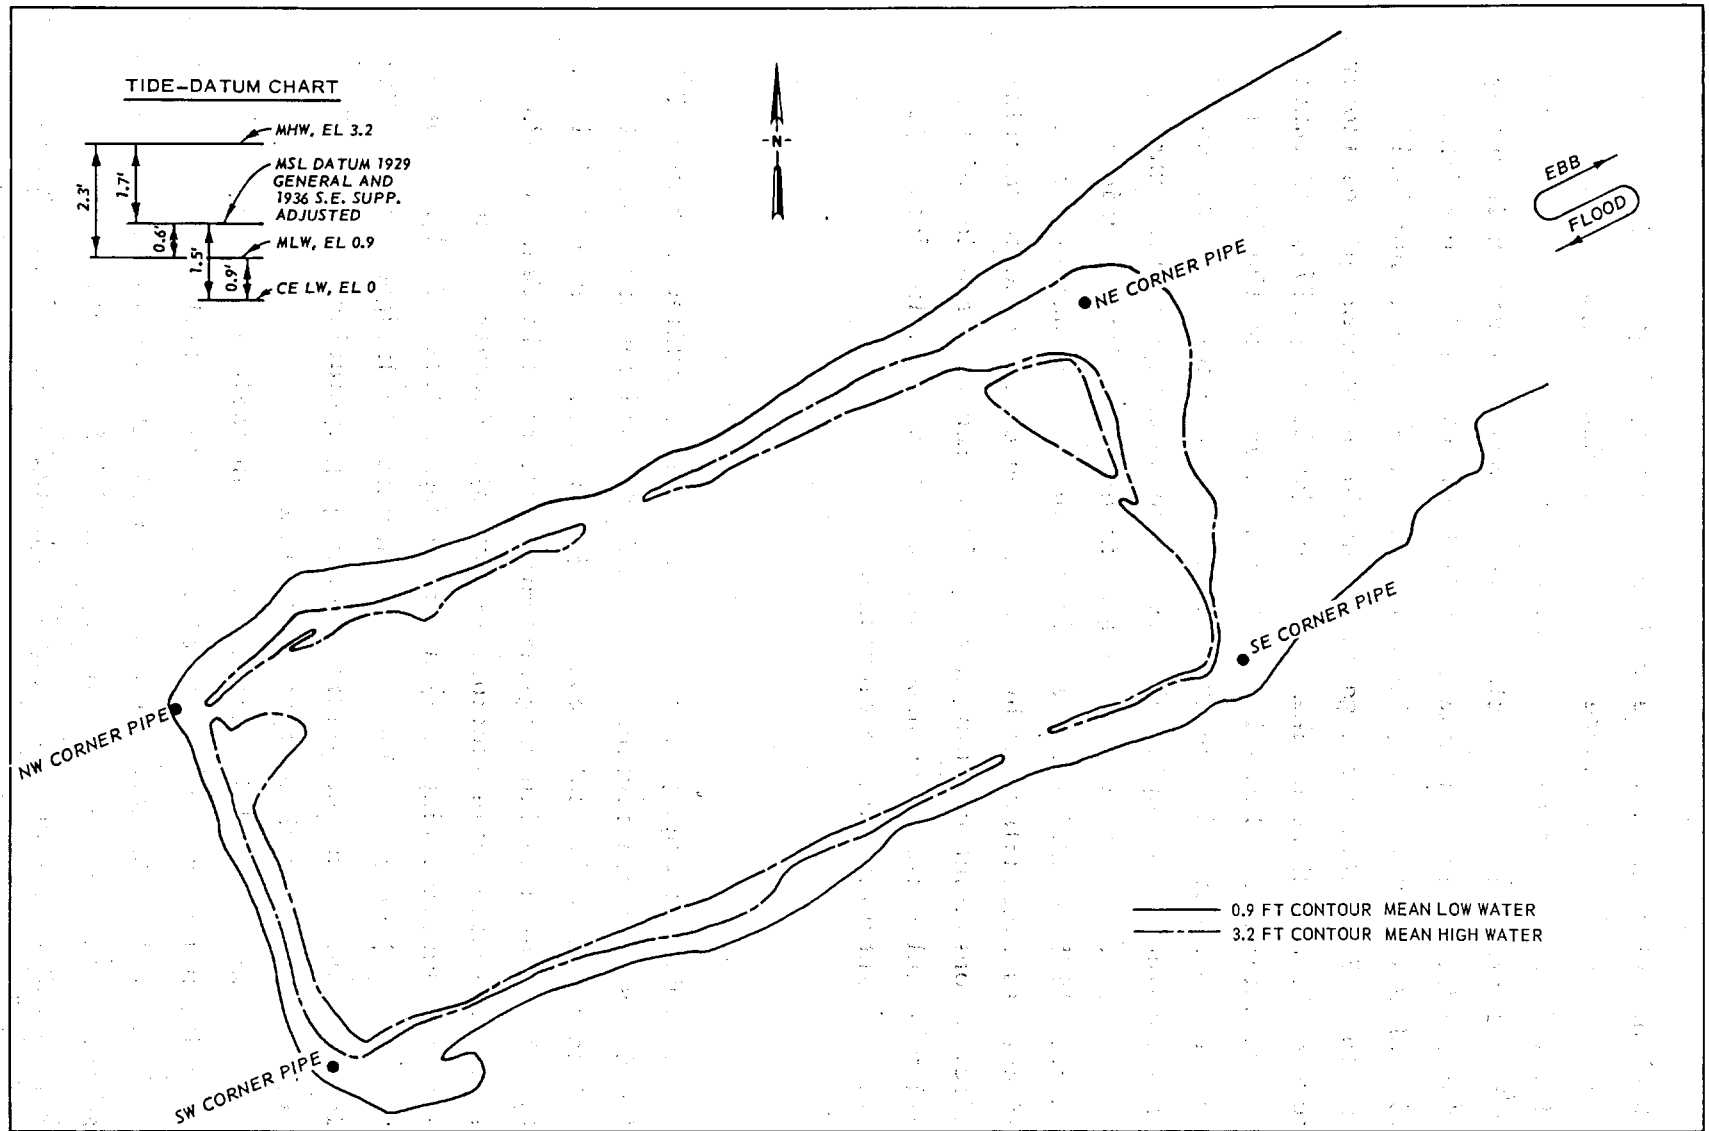 TIDE-DATUM CHART
MHW, EL 3.2
MSL DATUM 1929
GENERAL AND
1936 S.E. SUPP.
ADJUSTED
MLW, EL 0.9
CE LW, EL 0
2.3'
1.7'
0.6'
1.5'
0.9'
-N-
EBB
FLOOD
NE CORNER PIPE
SE CORNER PIPE
NW CORNER PIPE
SW CORNER PIPE
0.9 FT CONTOUR MEAN LOW WATER
3.2 FT CONTOUR MEAN HIGH WATER